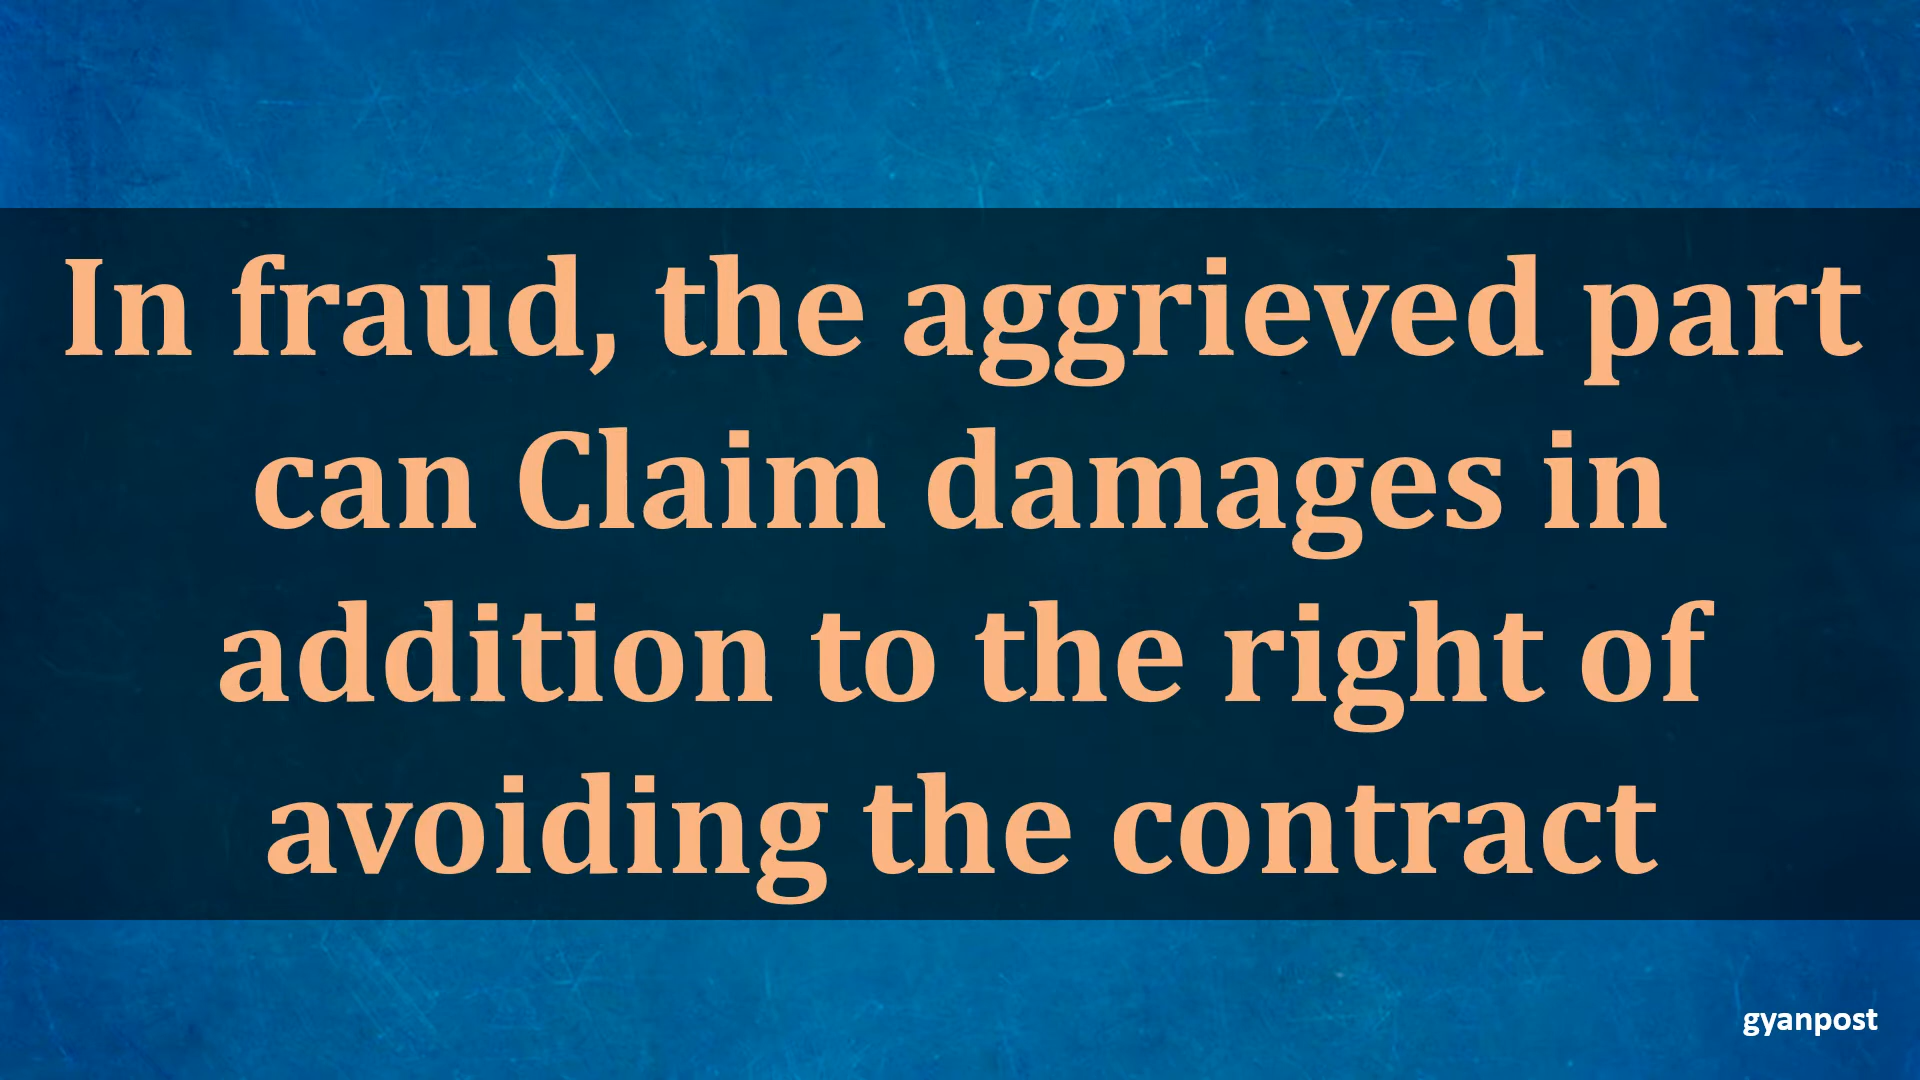 In fraud, the aggrieved part
can Claim damages in
addition to the right of
avoiding the contract
gyanpost